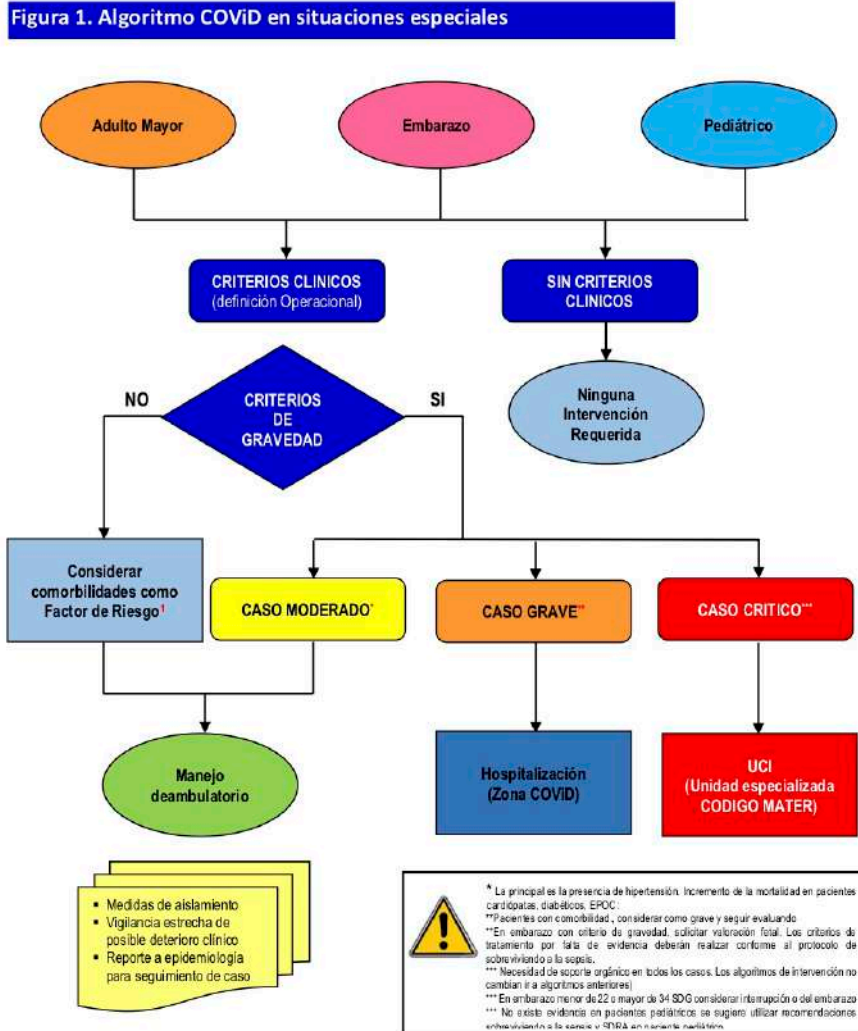 Figura 1. Algoritmo COViD en situaciones especiales
Adulto Mayor
Embarazo
Pediátrico
CRITERIOS CLINICOS
(definición Operacional)
SIN CRITERIOS
CLINICOS
NO
CRITERIOS
DE
GRAVEDAD
SI
Ninguna
Intervención
Requerida
Considerar
comorbilidades como
Factor de Riesgo¹
CASO MODERADO*
CASO GRAVE**
CASO CRITICO***
Manejo
deambulatorio
Hospitalización
(Zona COViD)
UCI
(Unidad especializada
CODIGO MATER)
▪ Medidas de aislamiento
▪ Vigilancia estrecha de
posible deterioro clínico
▪ Reporte a epidemiología
para seguimiento de caso
* La principal es la presencia de hipertensión. Incremento de la mortalidad en pacientes
cardiópatas, diabéticos, EPOC:
**Pacientes con comorbilidad , considerar como grave y seguir evaluando
**En embarazo con criterio de gravedad, solicitar valoración fetal. Los criterios de
tratamiento por falta de evidencia deberán realizar conforme al protocolo de
sobreviviendo a la sepsis.
*** Necesidad de soporte orgánico en todos los casos. Los algoritmos de intervención no
cambian ir a algoritmos anteriores)
*** En embarazo menor de 22 o mayor de 34 SDG considerar interrupción o del embarazo
*** No existe evidencia en pacientes pediátricos se sugiere utilizar recomendaciones
sobreviviendo a la sepsis y SDRA en paciente pediátrico